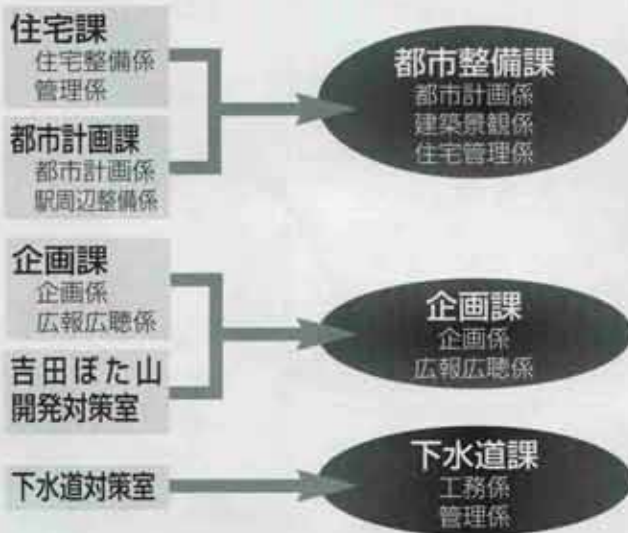 住宅課
住宅整備係
管理係
都市計画課
都市計画係
駅周辺整備係
都市整備課
都市計画係
建築景観係
住宅管理係
企画課
企画係
広報広聴係
吉田ぼた山
開発対策室
企画課
企画係
広報広聴係
下水道対策室
下水道課
工務係
管理係